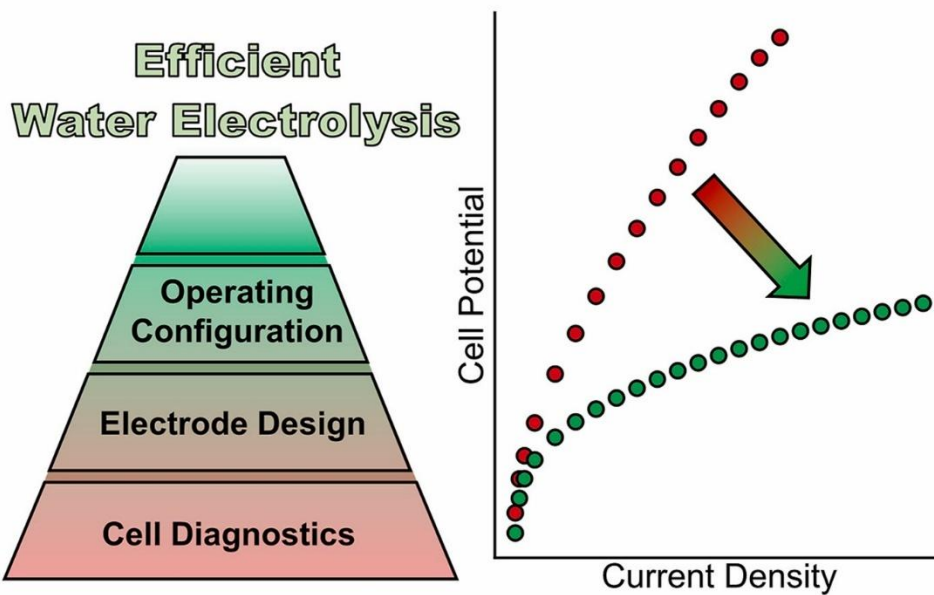 Efficient
Water Electrolysis
Operating
Configuration
Electrode Design
Cell Diagnostics
Cell Potential
Current Density